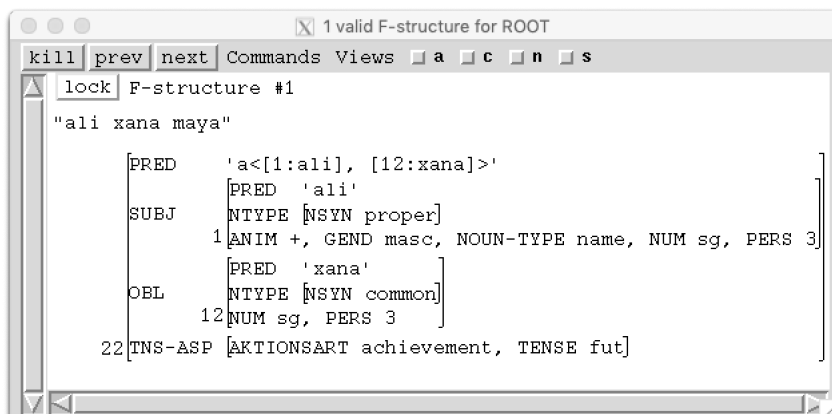 1 valid F-structure for ROOT
kill prev next Commands Views a c n s
lock F-structure #1
"ali xana maya"
PRED 'a<[1:ali], [12:xana]>'
PRED 'ali'
SUBJ NTYPE [NSYN proper]
1 ANIM +, GEND masc, NOUN-TYPE name, NUM sg, PERS 3
PRED 'xana'
OBL NTYPE [NSYN common]
12 NUM sg, PERS 3
22 TNS-ASP [AKTIONSART achievement, TENSE fut]